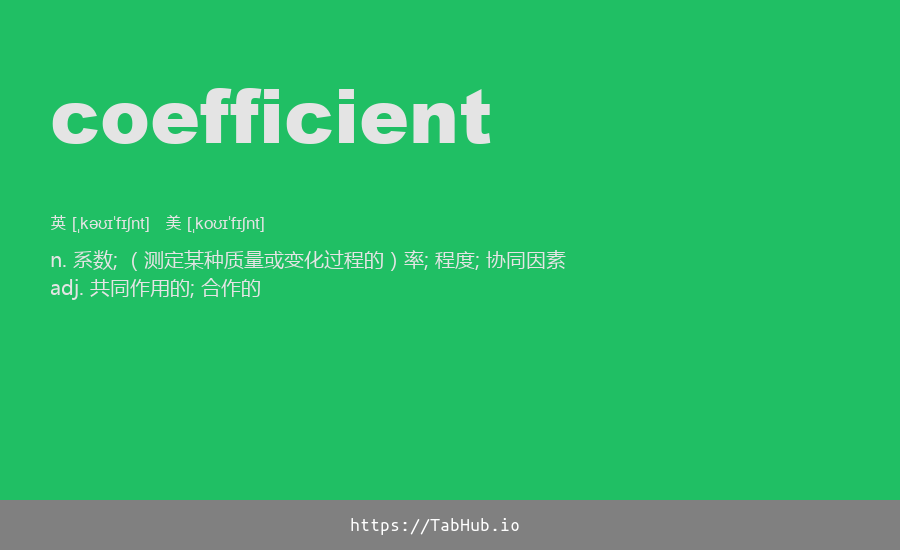 coefficient
英 [ˌkəʊɪˈfɪʃnt] 美 [ˌkoʊɪˈfɪʃnt]
n. 系数; （测定某种质量或变化过程的）率; 程度; 协同因素
adj. 共同作用的; 合作的
https://TabHub.io